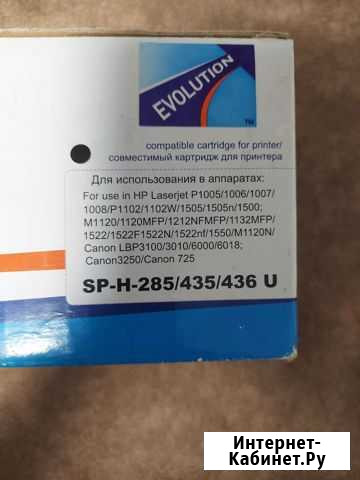 EVOLUTION
TM
compatible cartridge for printer/
совместимый картридж для принтера
Для использования в аппаратах:
For use in HP Laserjet P1005/1006/1007/
1008/P1102/1102W/1505/1505n/1500;
M1120/1120MFP/1212NFMFP/1132MFP/
1522/1522F1522N/1522nf/1550/M1120N/
Canon LBP3100/3010/6000/6018;
Canon3250/Canon 725
SP-H-285/435/436 U
Интернет-
Кабинет.Ру